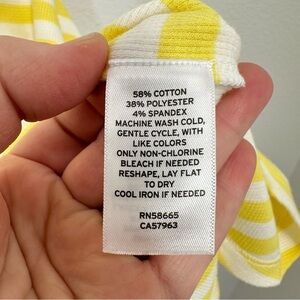 58% COTTON
38% POLYESTER
4% SPANDEX
MACHINE WASH COLD,
GENTLE CYCLE, WITH
LIKE COLORS
ONLY NON-CHLORINE
BLEACH IF NEEDED
RESHAPE, LAY FLAT
TO DRY
COOL IRON IF NEEDED
RN58665
CA57963